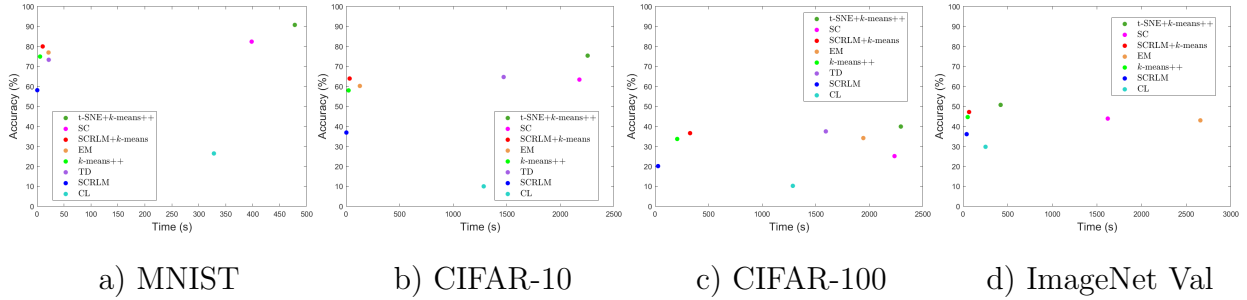 Accuracy (%)
100
90
80
70
60
50
40
30
20
10
0
t-SNE+k-means++
SC
SCRLM+k-means
EM
k-means++
TD
SCRLM
CL
0 50 100 150 200 250 300 350 400 450 500
Time (s)
a) MNIST
Accuracy (%)
100
90
80
70
60
50
40
30
20
10
0
t-SNE+k-means++
SC
SCRLM+k-means
EM
k-means++
TD
SCRLM
CL
0 500 1000 1500 2000 2500
Time (s)
b) CIFAR-10
Accuracy (%)
100
90
80
70
60
50
40
30
20
10
0
t-SNE+k-means++
SC
SCRLM+k-means
EM
k-means++
TD
SCRLM
CL
0 500 1000 1500 2000 2500
Time (s)
c) CIFAR-100
Accuracy (%)
100
90
80
70
60
50
40
30
20
10
0
t-SNE+k-means++
SC
SCRLM+k-means
EM
k-means++
SCRLM
CL
0 500 1000 1500 2000 2500 3000
Time (s)
d) ImageNet Val